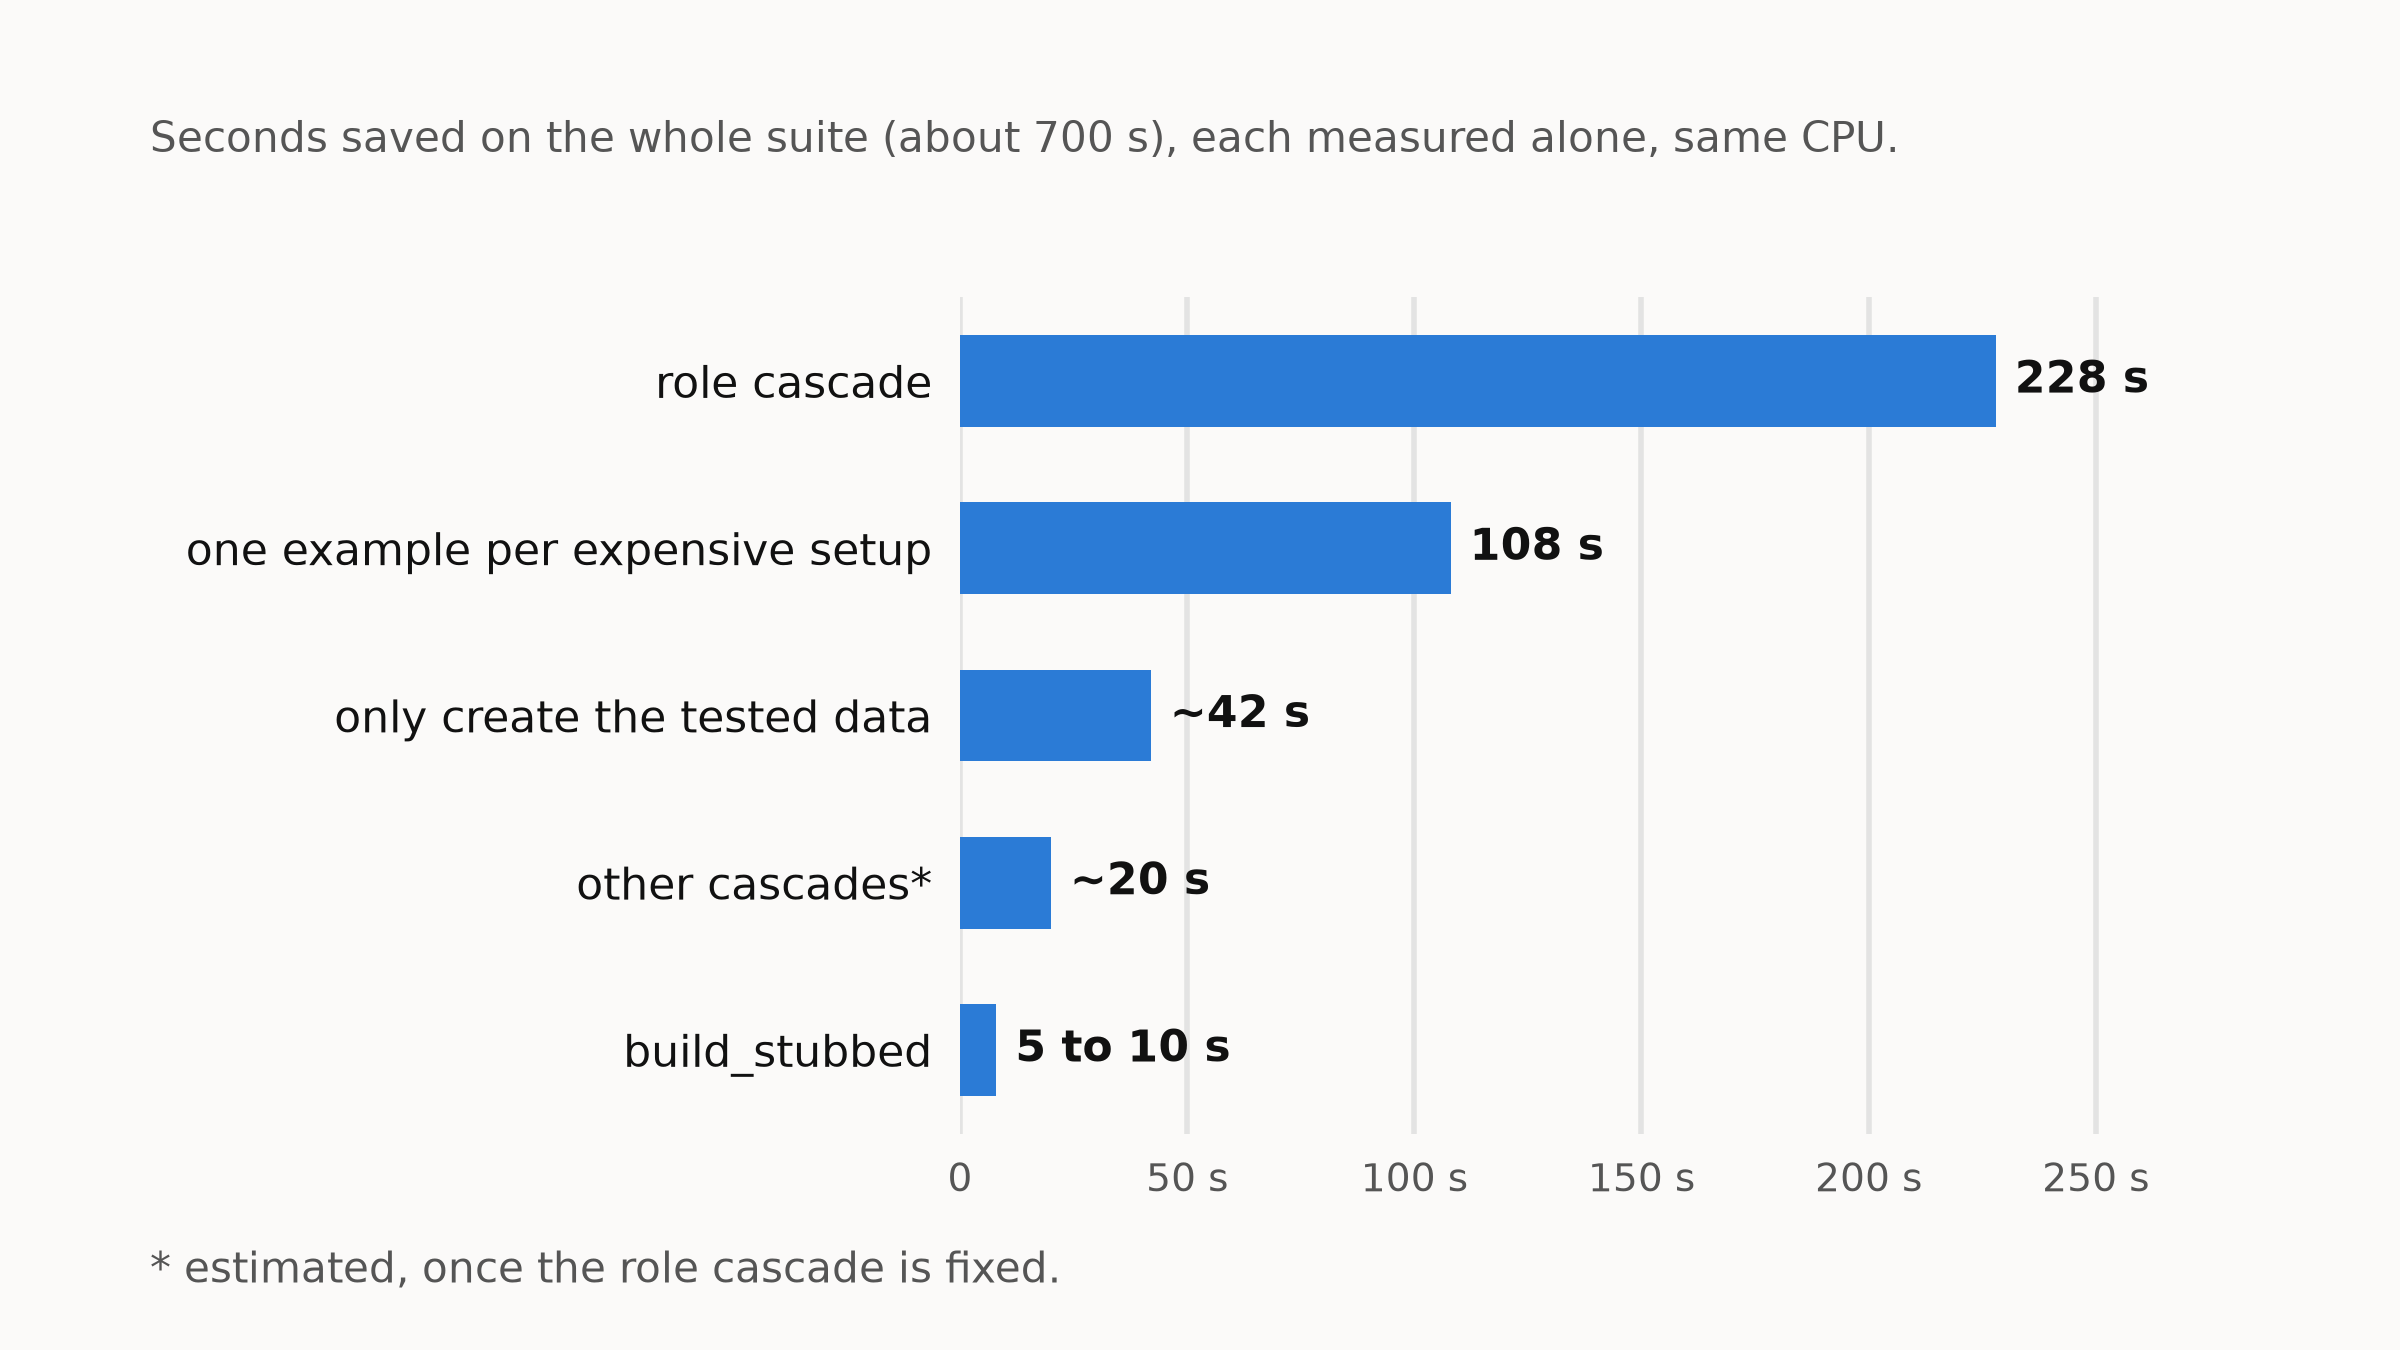 Seconds saved on the whole suite (about 700 s), each measured alone, same CPU.
role cascade 228 s
one example per expensive setup 108 s
only create the tested data ~42 s
other cascades* ~20 s
build_stubbed 5 to 10 s
0 50 s 100 s 150 s 200 s 250 s
* estimated, once the role cascade is fixed.